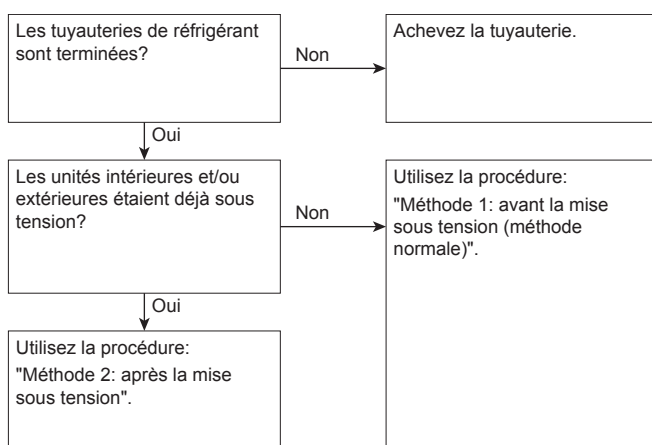 Les tuyauteries de réfrigérant
sont terminées?
Non
Achevez la tuyauterie.
Oui
Les unités intérieures et/ou
extérieures étaient déjà sous
tension?
Non
Utilisez la procédure:
"Méthode 1: avant la mise
sous tension (méthode
normale)".
Oui
Utilisez la procédure:
"Méthode 2: après la mise
sous tension".